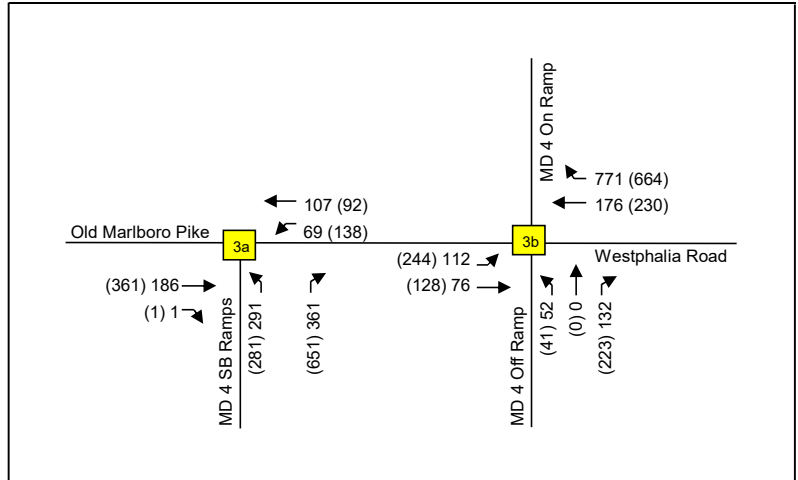 MD 4 On Ramp
771 (664)
176 (230)
107 (92)
69 (138)
Old Marlboro Pike
3a
3b
Westphalia Road
(244) 112
(128) 76
(361) 186
(1) 1
MD 4 SB Ramps
(281) 291
(651) 361
MD 4 Off Ramp
(41) 52
(0) 0
(223) 132